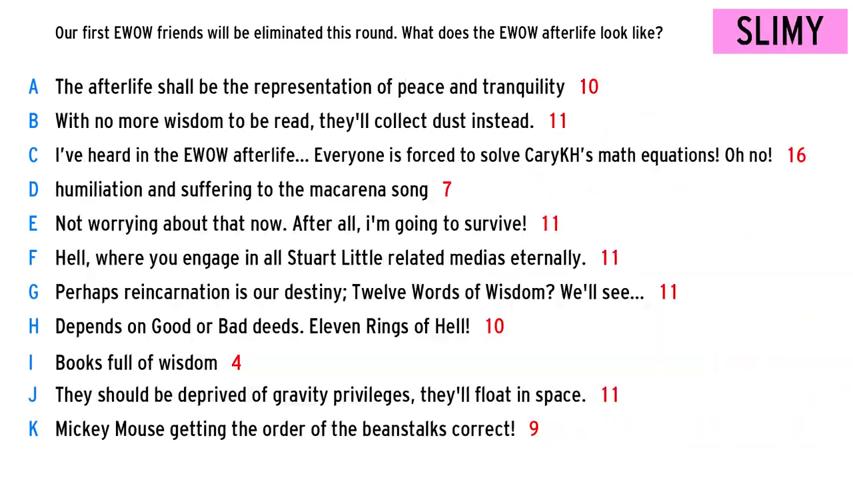 Our first EWOW friends will be eliminated this round. What does the EWOW afterlife look like?
SLIMY
A The afterlife shall be the representation of peace and tranquility 10
B With no more wisdom to be read, they'll collect dust instead. 11
C I've heard in the EWOW afterlife... Everyone is forced to solve CaryKH's math equations! Oh no! 16
D humiliation and suffering to the macarena song 7
E Not worrying about that now. After all, i'm going to survive! 11
F Hell, where you engage in all Stuart Little related medias eternally. 11
G Perhaps reincarnation is our destiny; Twelve Words of Wisdom? We'll see... 11
H Depends on Good or Bad deeds. Eleven Rings of Hell! 10
I Books full of wisdom 4
J They should be deprived of gravity privileges, they'll float in space. 11
K Mickey Mouse getting the order of the beanstalks correct! 9